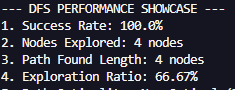 --- DFS PERFORMANCE SHOWCASE ---
1. Success Rate: 100.0%
2. Nodes Explored: 4 nodes
3. Path Found Length: 4 nodes
4. Exploration Ratio: 66.67%